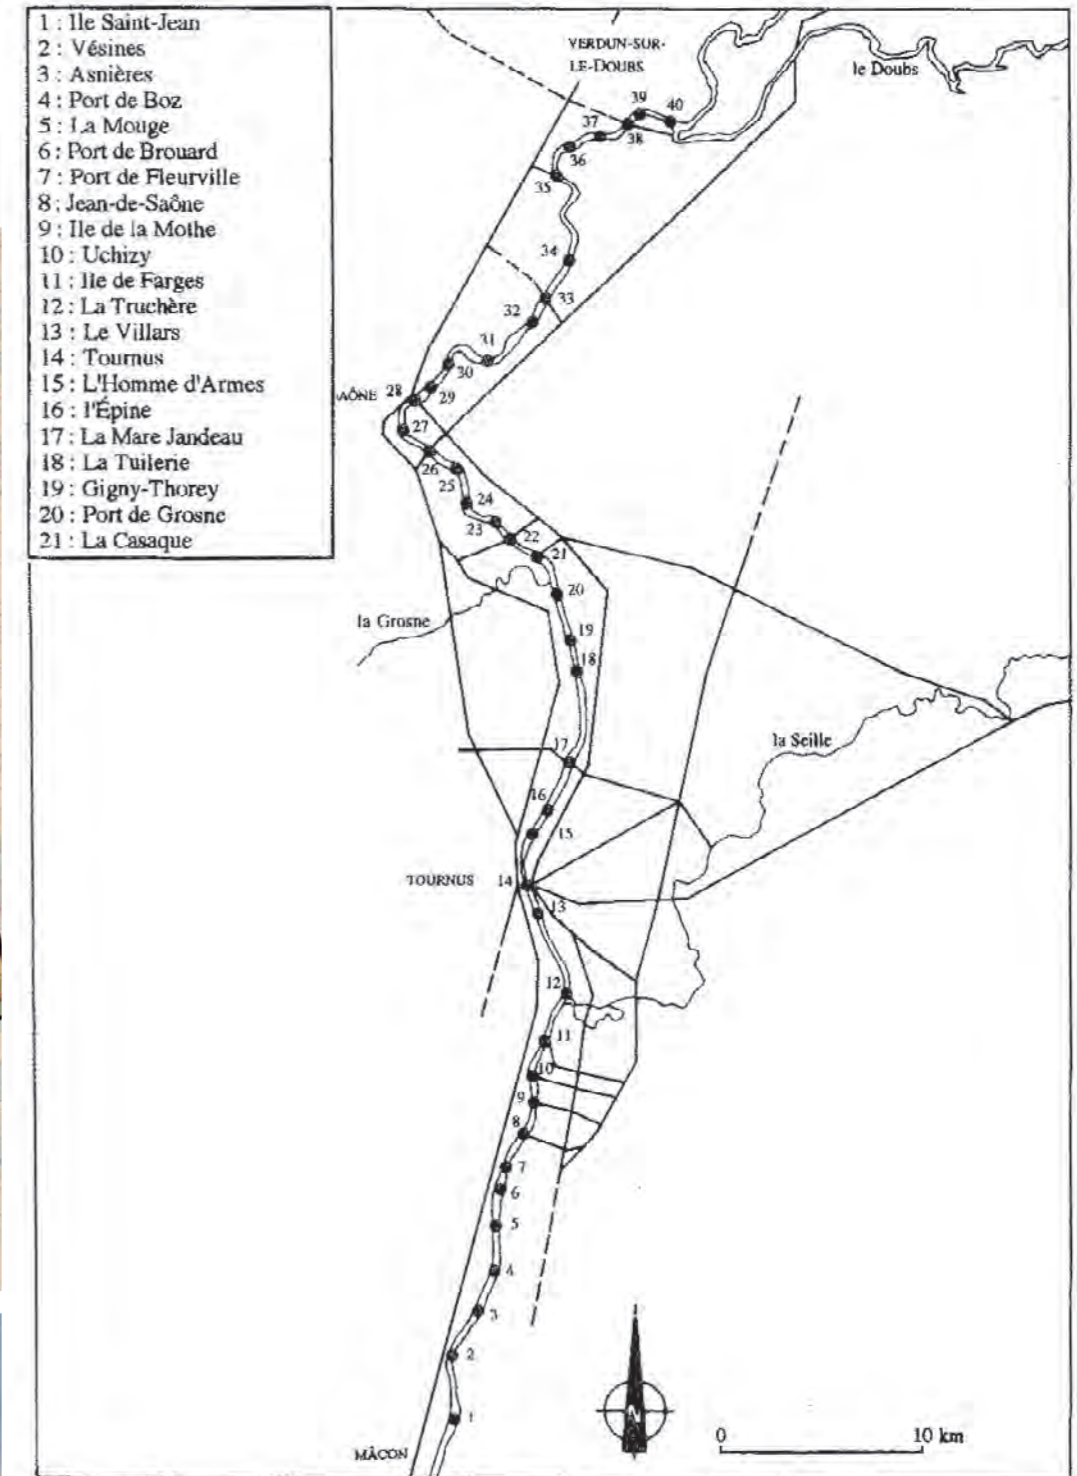 1 : Ile Saint-Jean
2 : Vésines
3 : Asnières
4 : Port de Boz
5 : La Mouge
6 : Port de Brouard
7 : Port de Fleurville
8 : Jean-de-Saône
9 : Ile de la Mothe
10 : Uchizy
11 : Ile de Farges
12 : La Truchère
13 : Le Villars
14 : Tournus
15 : L'Homme d'Armes
16 : l'Épine
17 : La Mare Jandeau
18 : La Tuilerie
19 : Gigny-Thorey
20 : Port de Grosne
21 : La Casaque
VERDUN-SUR-
LE-DOUBS
le Doubs
39
40
37
38
36
35
34
33
32
31
30
29
AÔNE
28
27
26
25
24
23
22
21
20
la Grosne
19
18
la Seille
17
16
15
TOURNUS
14
13
12
11
10
9
8
7
6
5
4
3
2
1
N
MÂCON
0
10 km